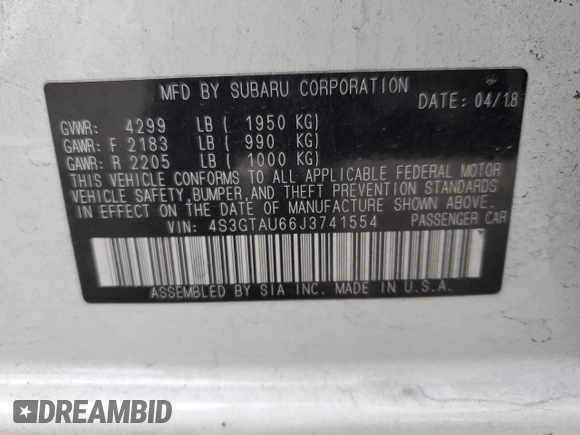 MFD BY SUBARU CORPORATION
DATE: 04/18
GVWR: 4299 LB ( 1950 KG)
GAWR: F 2183 LB ( 990 KG)
GAWR: R 2205 LB ( 1000 KG)
THIS VEHICLE CONFORMS TO ALL APPLICABLE FEDERAL MOTOR
VEHICLE SAFETY,BUMPER,AND THEFT PREVENTION STANDARDS
IN EFFECT ON THE DATE OF MANUFACTURE SHOWN ABOVE.
VIN: 4S3GTAU66J3741554 PASSENGER CAR
ASSEMBLED BY SIA INC. MADE IN U.S.A.
DREAMBID